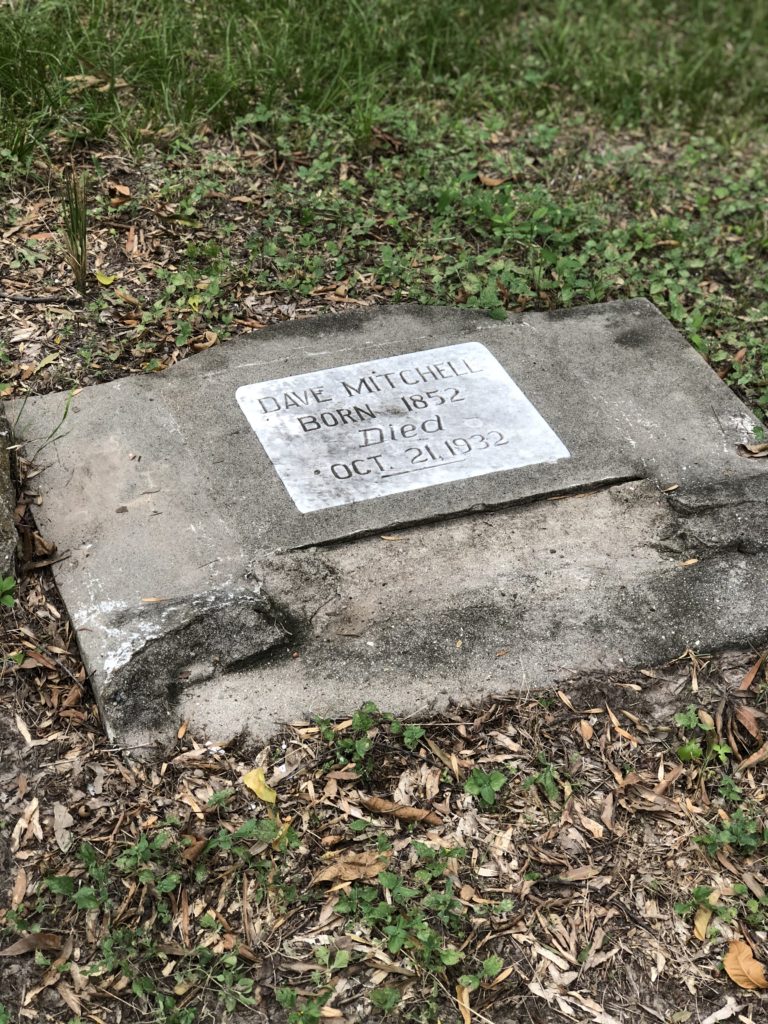 DAVE MITCHELL
BORN 1852
Died
OCT. 21, 1932